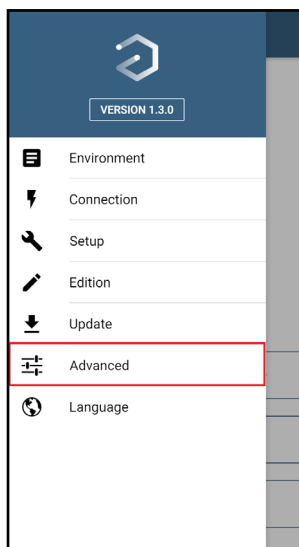 VERSION 1.3.0
Environment
Connection
Setup
Edition
Update
Advanced
Language